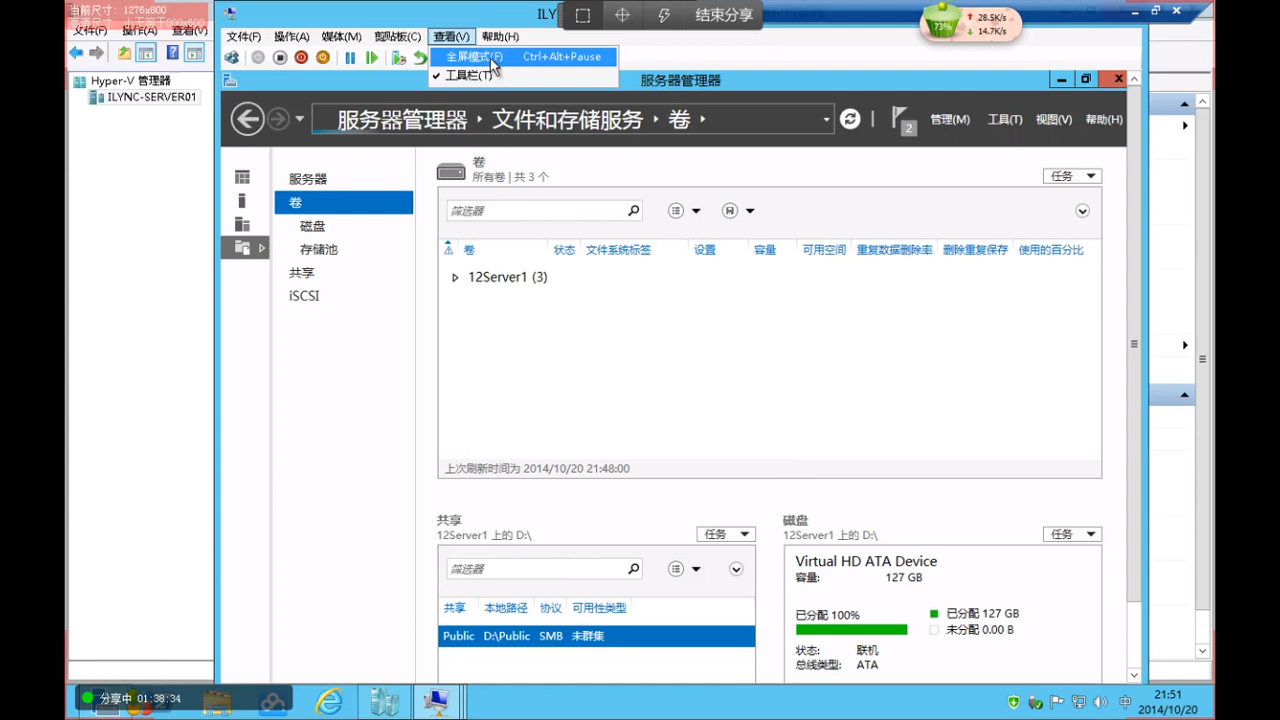 当前尺寸: 1276x800
ILY
结束分享
73%
28.5K/s
14.7K/s
文件(F) 操作(A) 查看(V)
文件(F) 操作(A) 媒体(M) 剪贴板(C) 查看(V) 帮助(H)
全屏模式(F) Ctrl+Alt+Pause
工具栏(T)
Hyper-V 管理器
ILYNC-SERVER01
服务器管理器
服务器管理器 文件和存储服务 卷
2
管理(M) 工具(T) 视图(V) 帮助(H)
服务器
卷
磁盘
存储池
共享
iSCSI
卷
所有卷 | 共 3 个
任务
筛选器
卷 状态 文件系统标签 设置 容量 可用空间 重复数据删除率 删除重复保存 使用的百分比
12Server1 (3)
上次刷新时间为 2014/10/20 21:48:00
共享
12Server1 上的 D:\
任务
筛选器
共享 本地路径 协议 可用性类型
Public D:\Public SMB 未群集
磁盘
12Server1 上的 D:\
任务
Virtual HD ATA Device
容量: 127 GB
已分配 100%
已分配 127 GB
未分配 0.00 B
状态: 联机
总线类型: ATA
分享中 01:38:34
中
21:51
2014/10/20